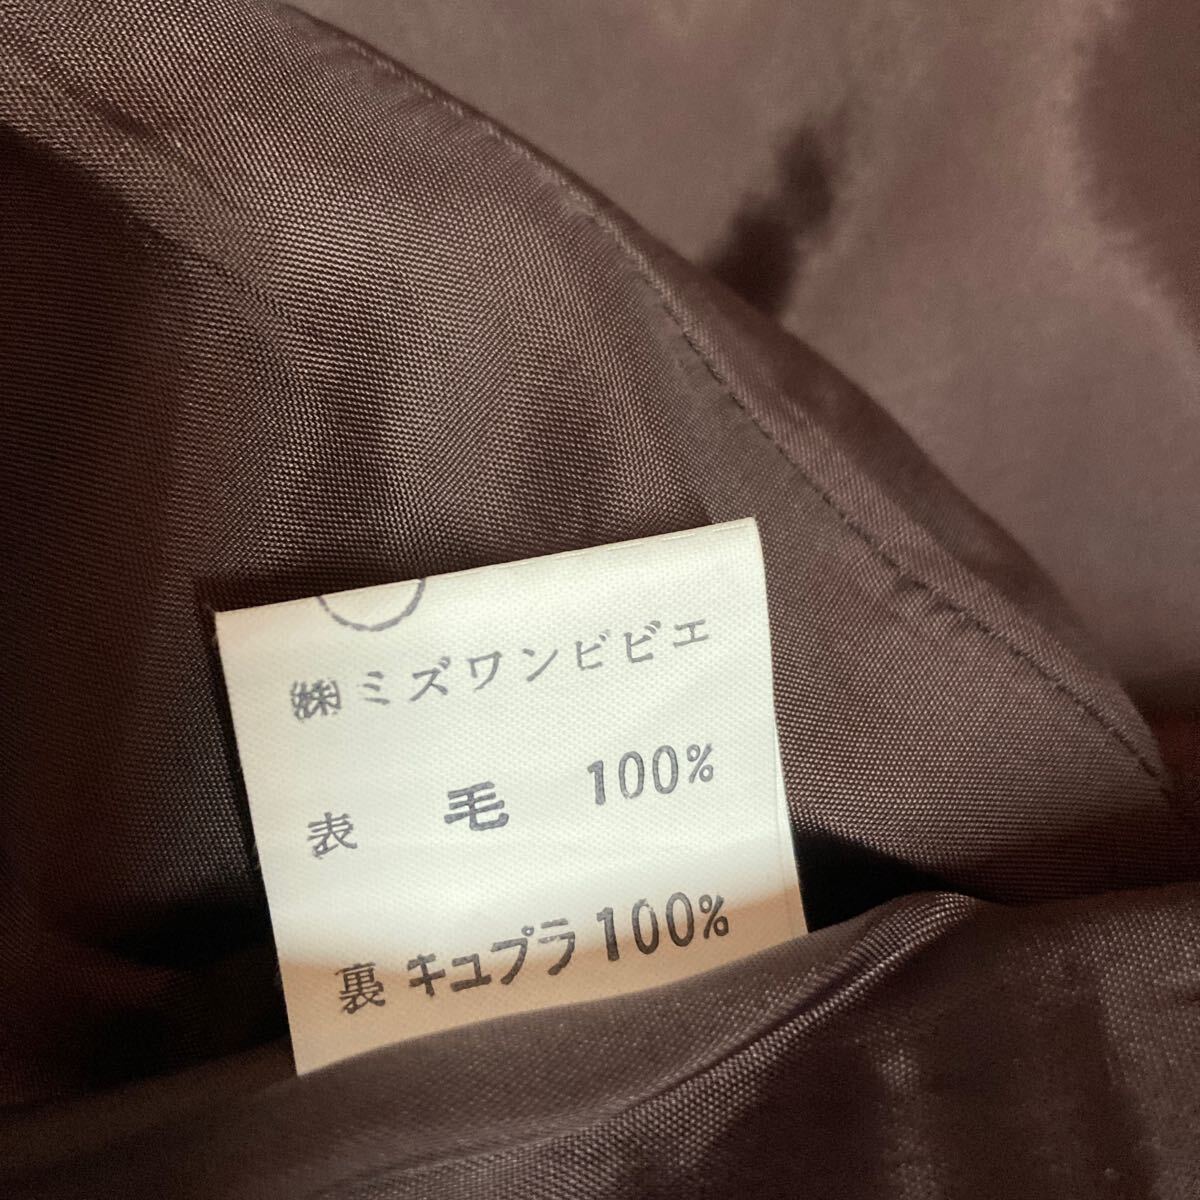 ㈱ミズワンビビエ
表 毛 100%
裏 キュプラ 100%